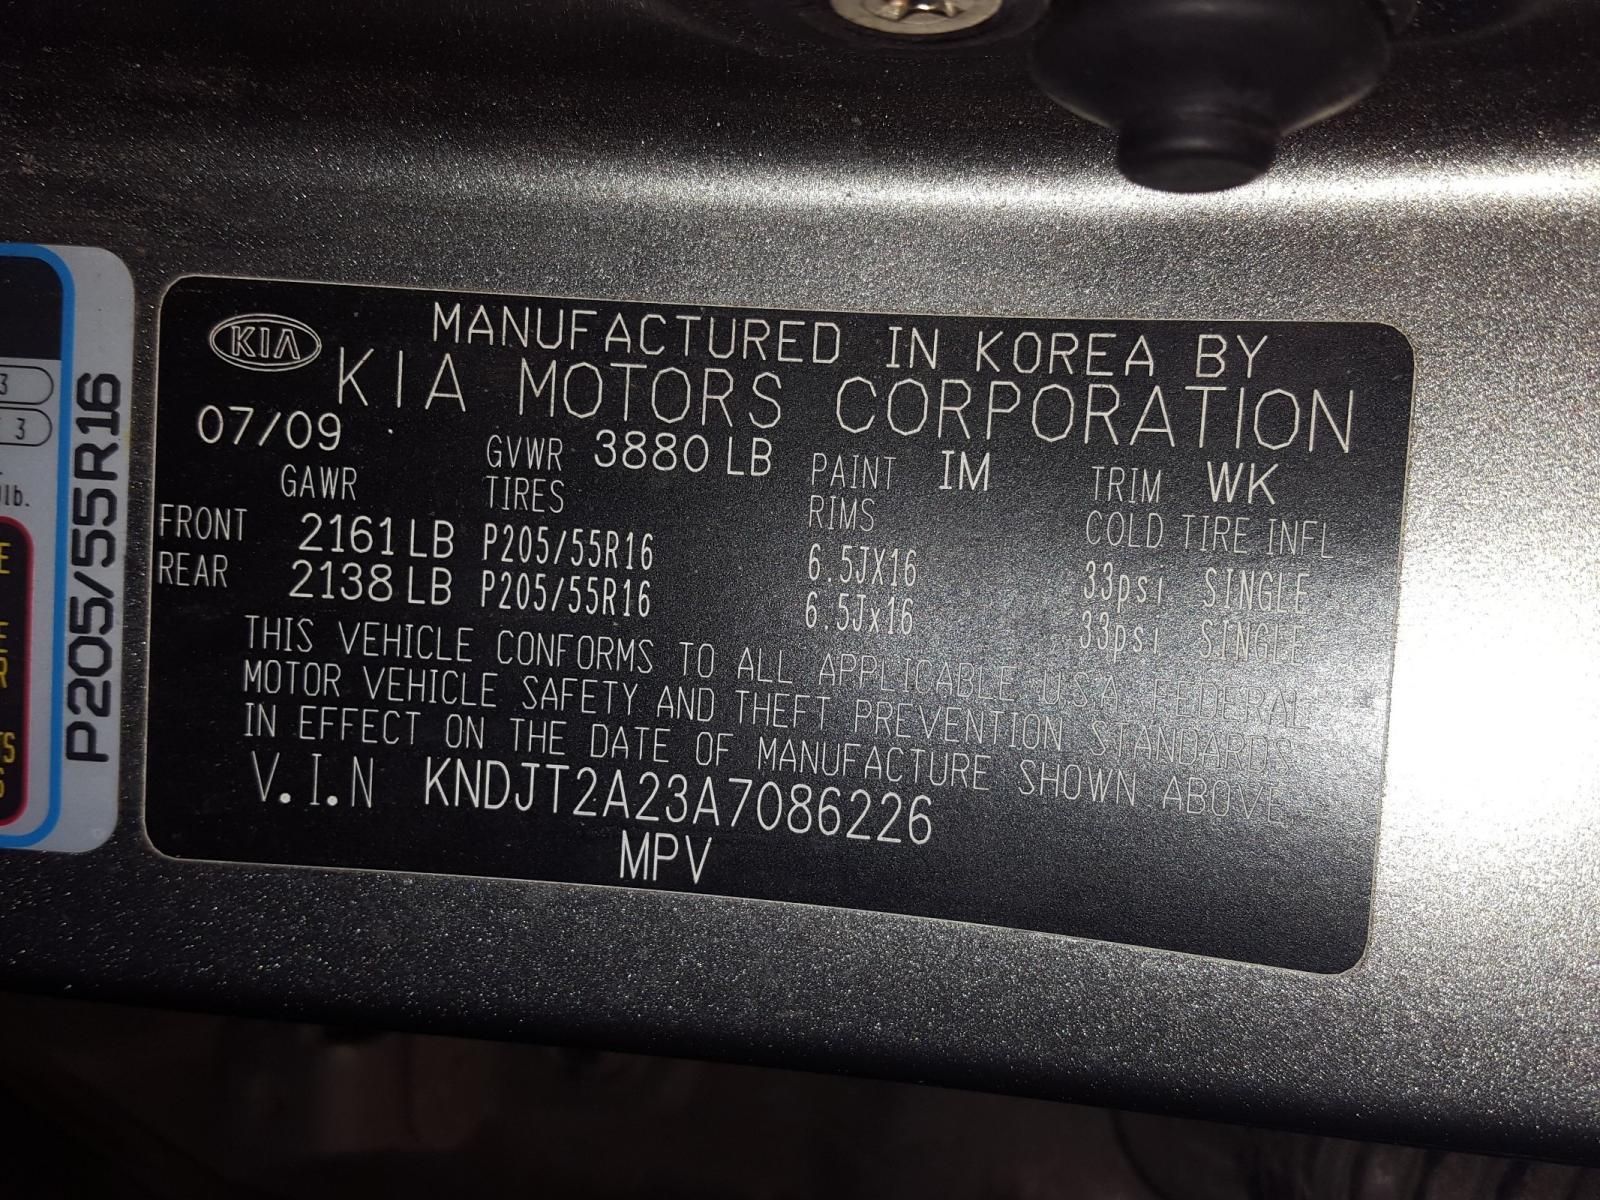 KIA
MANUFACTURED IN KOREA BY
KIA MOTORS CORPORATION
07/09
GVWR 3880 LB PAINT IM TRIM WK
GAWR TIRES RIMS COLD TIRE INFL
FRONT 2161 LB P205/55R16 6.5JX16 33psi SINGLE
REAR 2138 LB P205/55R16 6.5Jx16 33psi SINGLE
THIS VEHICLE CONFORMS TO ALL APPLICABLE U.S.A. FEDERAL
MOTOR VEHICLE SAFETY AND THEFT PREVENTION STANDARDS
IN EFFECT ON THE DATE OF MANUFACTURE SHOWN ABOVE
V.I.N KNDJT2A23A7086226
MPV
P205/55R16
3
3
lb.